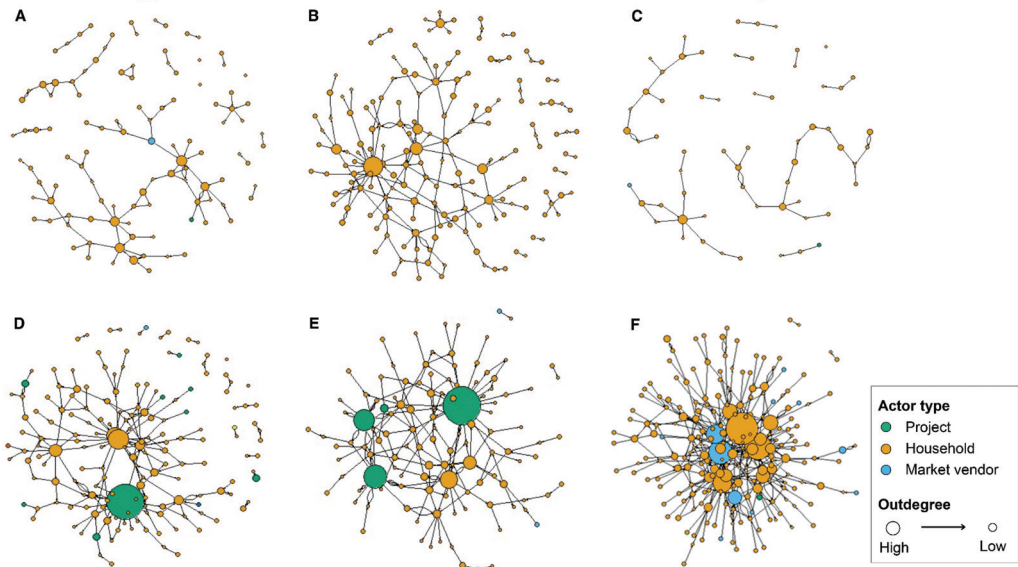 A
B
C
D
E
F
Actor type
Project
Household
Market vendor
Outdegree
High
Low